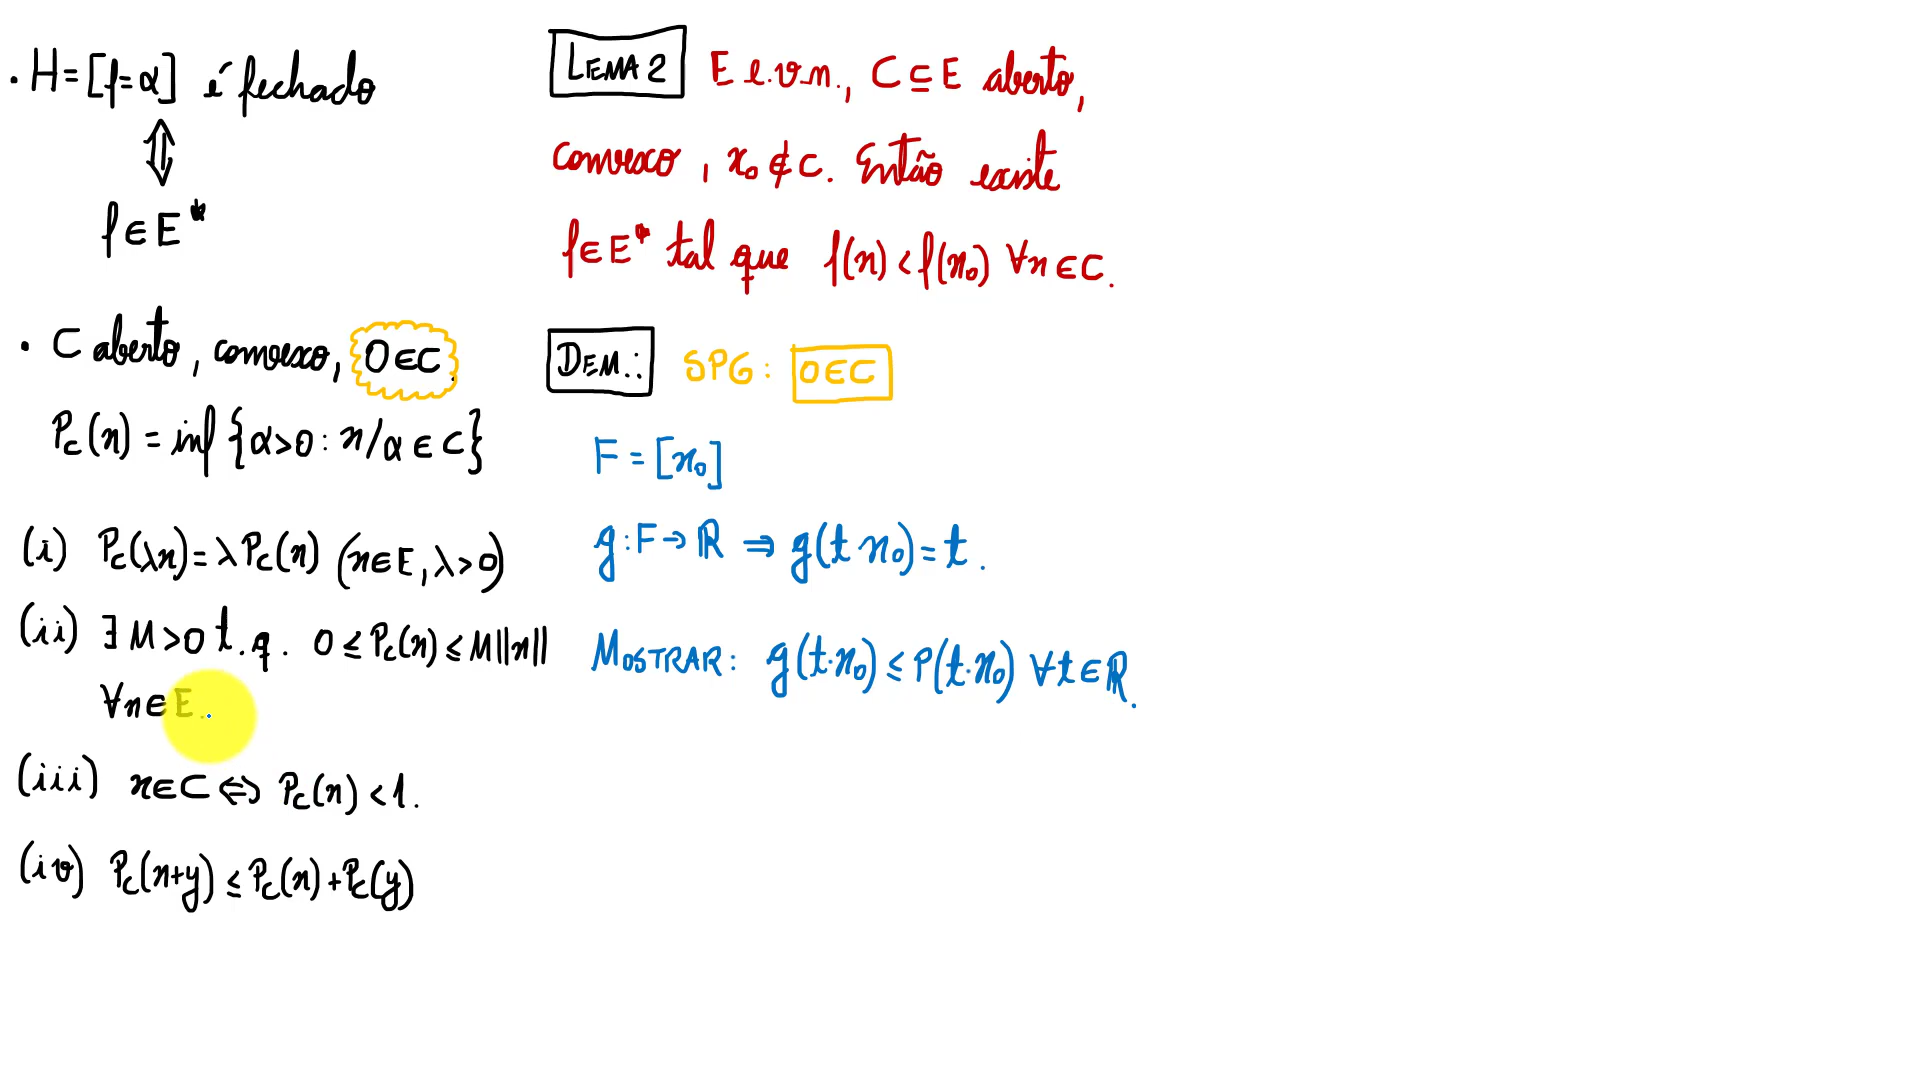 . H = [f = α] é fechado
⇕
f ∈ E*
. C aberto, convexo, 0 ∈ C.
P_C(x) = inf {α > 0 : x/α ∈ C}
(i) P_C(λx) = λ P_C(x) (x ∈ E, λ > 0)
(ii) ∃ M > 0 t.q. 0 ≤ P_C(x) ≤ M||x||
∀x ∈ E.
(iii) x ∈ C ⇔ P_C(x) < 1.
(iv) P_C(x+y) ≤ P_C(x) + P_C(y)
LEMA 2 E e.v.n., C ⊆ E aberto,
convexo, x₀ ∉ C. Então existe
f ∈ E* tal que f(x) < f(x₀) ∀x ∈ C.
DEM.: SPG: 0 ∈ C
F = [x₀]
g: F → ℝ ⇒ g(t x₀) = t.
MOSTRAR: g(t·x₀) ≤ P(t·x₀) ∀t ∈ ℝ.